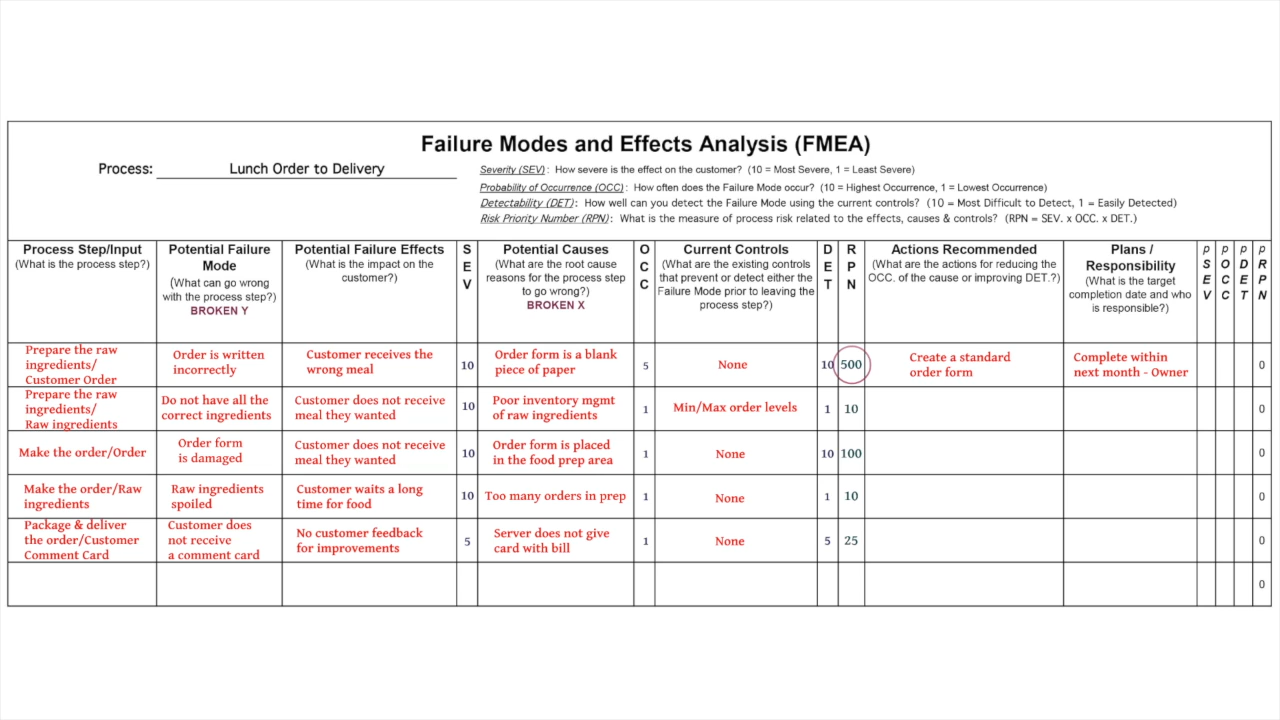 Failure Modes and Effects Analysis (FMEA)
Process: Lunch Order to Delivery
Severity (SEV) : How severe is the effect on the customer? (10 = Most Severe, 1 = Least Severe)
Probability of Occurrence (OCC) : How often does the Failure Mode occur? (10 = Highest Occurrence, 1 = Lowest Occurrence)
Detectability (DET) : How well can you detect the Failure Mode using the current controls? (10 = Most Difficult to Detect, 1 = Easily Detected)
Risk Priority Number (RPN) : What is the measure of process risk related to the effects, causes & controls? (RPN = SEV. x OCC. x DET.)
Process Step/Input
(What is the process step?)
Potential Failure
Mode
(What can go wrong
with the process step?)
BROKEN Y
Potential Failure Effects
(What is the impact on the
customer?)
S
E
V
Potential Causes
(What are the root cause
reasons for the process step
to go wrong?)
BROKEN X
O
C
C
Current Controls
(What are the existing controls
that prevent or detect either the
Failure Mode prior to leaving the
process step?)
D
E
T
R
P
N
Actions Recommended
(What are the actions for reducing the
OCC. of the cause or improving DET.?)
Plans /
Responsibility
(What is the target
completion date and who
is responsible?)
p
S
E
V
p
O
C
C
p
D
E
T
p
R
P
N
Prepare the raw
ingredients/
Customer Order
Order is written
incorrectly
Customer receives the
wrong meal
10
Order form is a blank
piece of paper
5
None
10
500
Create a standard
order form
Complete within
next month - Owner
0
Prepare the raw
ingredients/
Raw ingredients
Do not have all the
correct ingredients
Customer does not receive
meal they wanted
10
Poor inventory mgmt
of raw ingredients
1
Min/Max order levels
1
10
0
Make the order/Order
Order form
is damaged
Customer does not receive
meal they wanted
10
Order form is placed
in the food prep area
1
None
10
100
0
Make the order/Raw
ingredients
Raw ingredients
spoiled
Customer waits a long
time for food
10
Too many orders in prep
1
None
1
10
0
Package & deliver
the order/Customer
Comment Card
Customer does
not receive
a comment card
No customer feedback
for improvements
5
Server does not give
card with bill
1
None
5
25
0
0